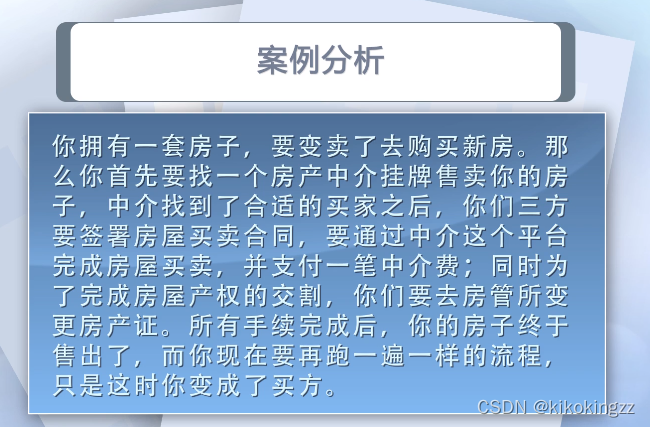 案例分析
你拥有一套房子，要变卖了去购买新房。那
么你首先要找一个房产中介挂牌售卖你的房
子，中介找到了合适的买家之后，你们三方
要签署房屋买卖合同，要通过中介这个平台
完成房屋买卖，并支付一笔中介费；同时为
了完成房屋产权的交割，你们要去房管所变
更房产证。所有手续完成后，你的房子终于
售出了，而你现在要再跑一遍一样的流程，
只是这时你变成了买方。
CSDN @kikokingzz